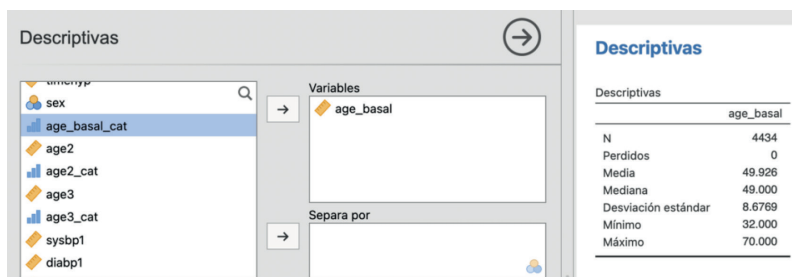 Descriptivas
timehyp
sex
age_basal_cat
age2
age2_cat
age3
age3_cat
sysbp1
diabp1
Variables
age_basal
Separa por
Descriptivas
Descriptivas
age_basal
N 4434
Perdidos 0
Media 49.926
Mediana 49.000
Desviación estándar 8.6769
Mínimo 32.000
Máximo 70.000